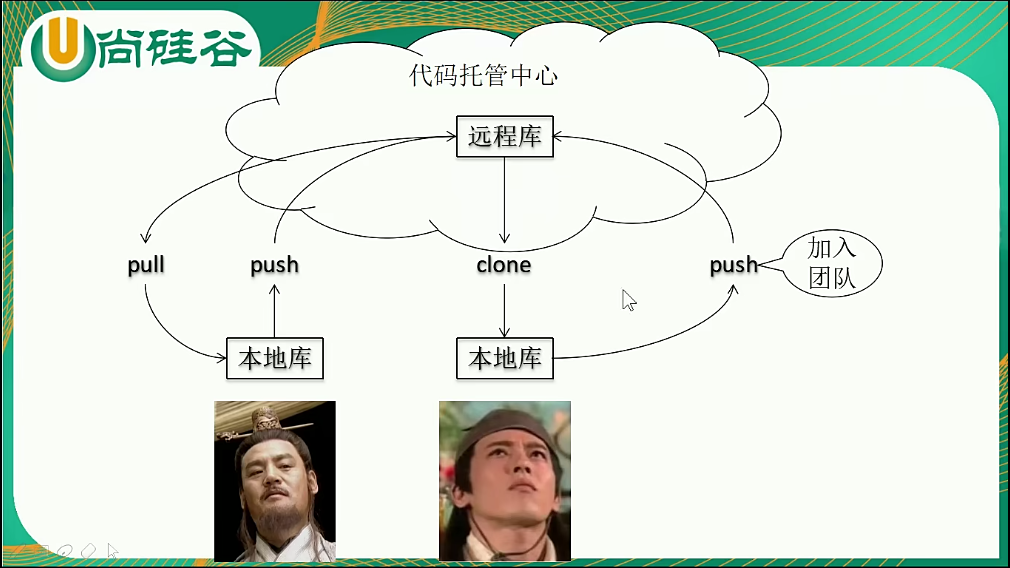 尚硅谷
代码托管中心
远程库
pull
push
clone
push
加入
团队
本地库
本地库